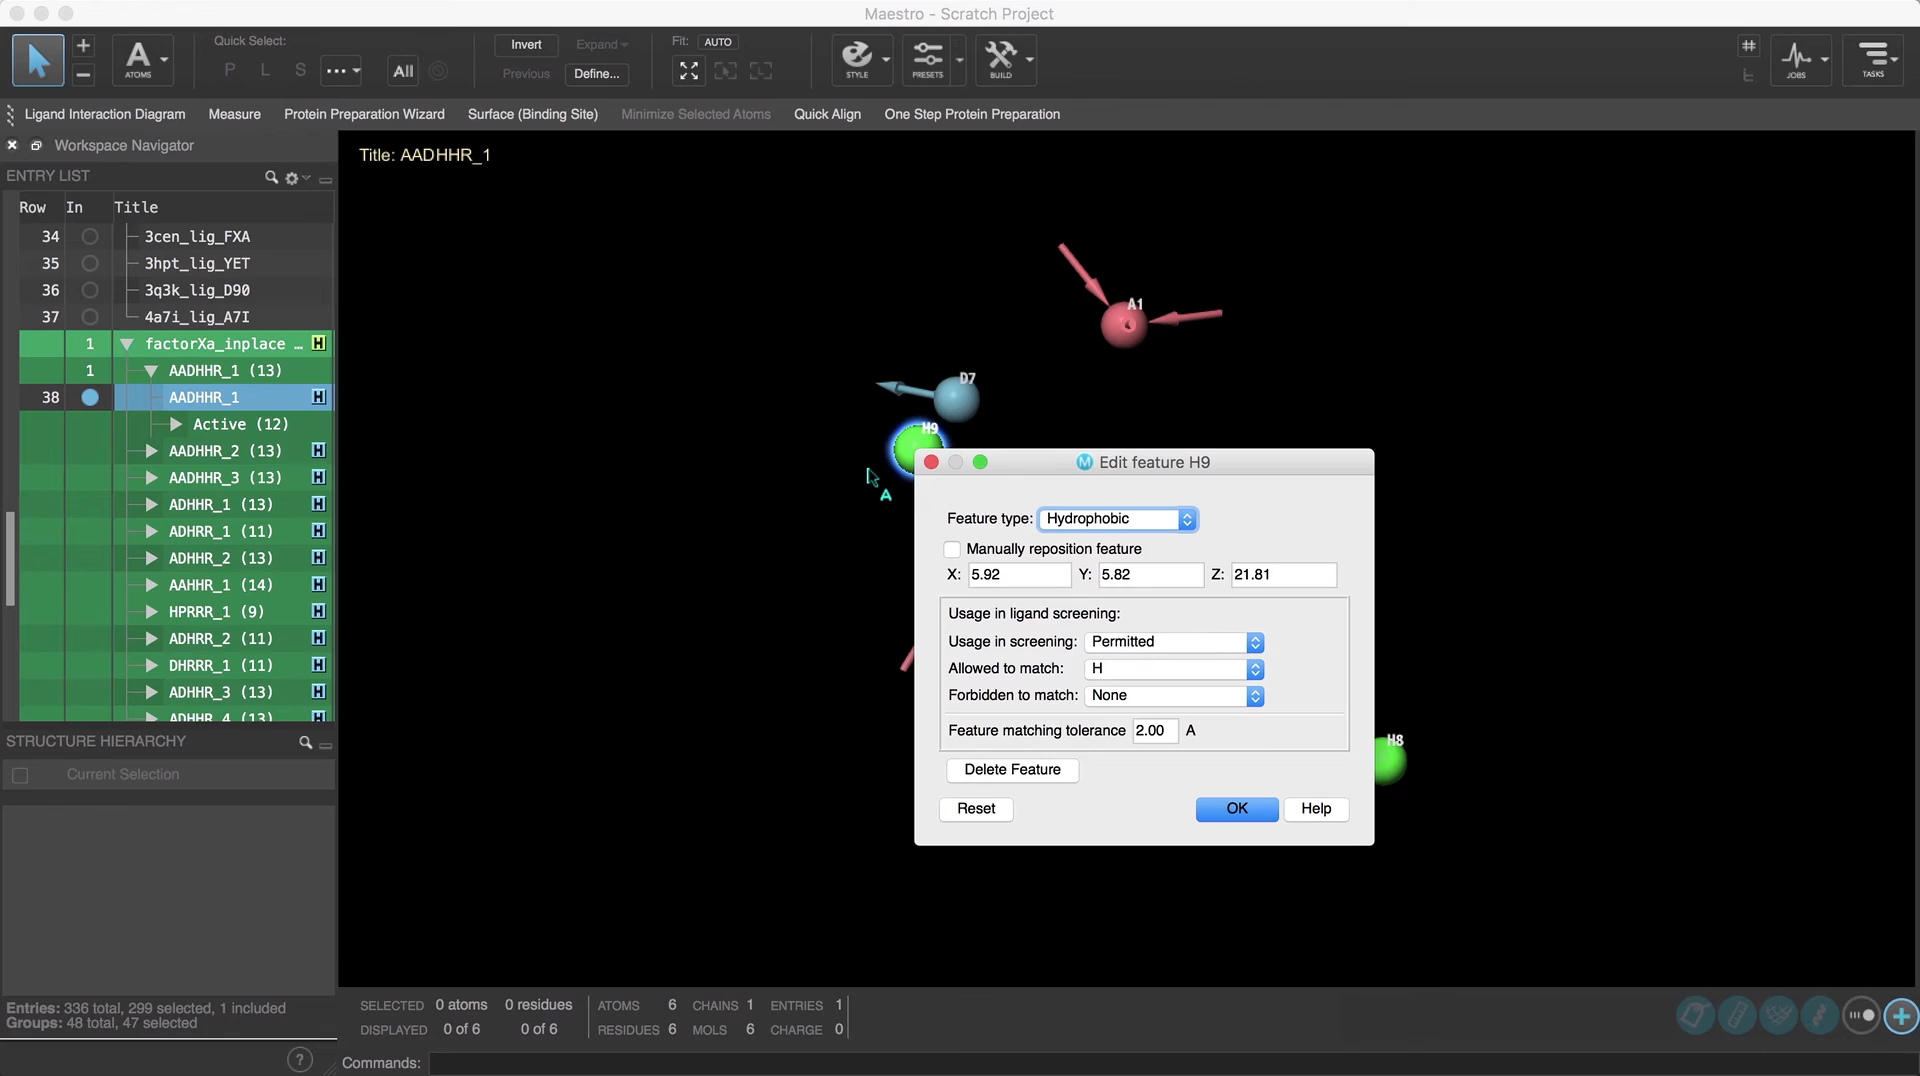 Maestro - Scratch Project
ATOMS
Quick Select:
P L S
All
Invert
Expand
Previous
Define...
Fit: AUTO
STYLE
PRESETS
BUILD
JOBS
TASKS
Ligand Interaction Diagram Measure Protein Preparation Wizard Surface (Binding Site) Minimize Selected Atoms Quick Align One Step Protein Preparation
Workspace Navigator
ENTRY LIST
Row In Title
34 3cen_lig_FXA
35 3hpt_lig_YET
36 3q3k_lig_D90
37 4a7i_lig_A7I
1 factorXa_inplace ... H
1 AADHHR_1 (13)
38 AADHHR_1 H
Active (12)
AADHHR_2 (13) H
AADHHR_3 (13) H
ADHHR_1 (13) H
ADHRR_1 (11) H
ADHHR_2 (13) H
AAHHR_1 (14) H
HPRRR_1 (9) H
ADHRR_2 (11) H
DHRRR_1 (11) H
ADHHR_3 (13) H
ADHHR_4 (13) H
STRUCTURE HIERARCHY
Current Selection
Entries: 336 total, 299 selected, 1 included
Groups: 48 total, 47 selected
Title: AADHHR_1
A1
D7
H9
A
H8
Edit feature H9
Feature type: Hydrophobic
Manually reposition feature
X: 5.92 Y: 5.82 Z: 21.81
Usage in ligand screening:
Usage in screening: Permitted
Allowed to match: H
Forbidden to match: None
Feature matching tolerance 2.00 A
Delete Feature
Reset OK Help
SELECTED 0 atoms 0 residues ATOMS 6 CHAINS 1 ENTRIES 1
DISPLAYED 0 of 6 0 of 6 RESIDUES 6 MOLS 6 CHARGE 0
Commands: